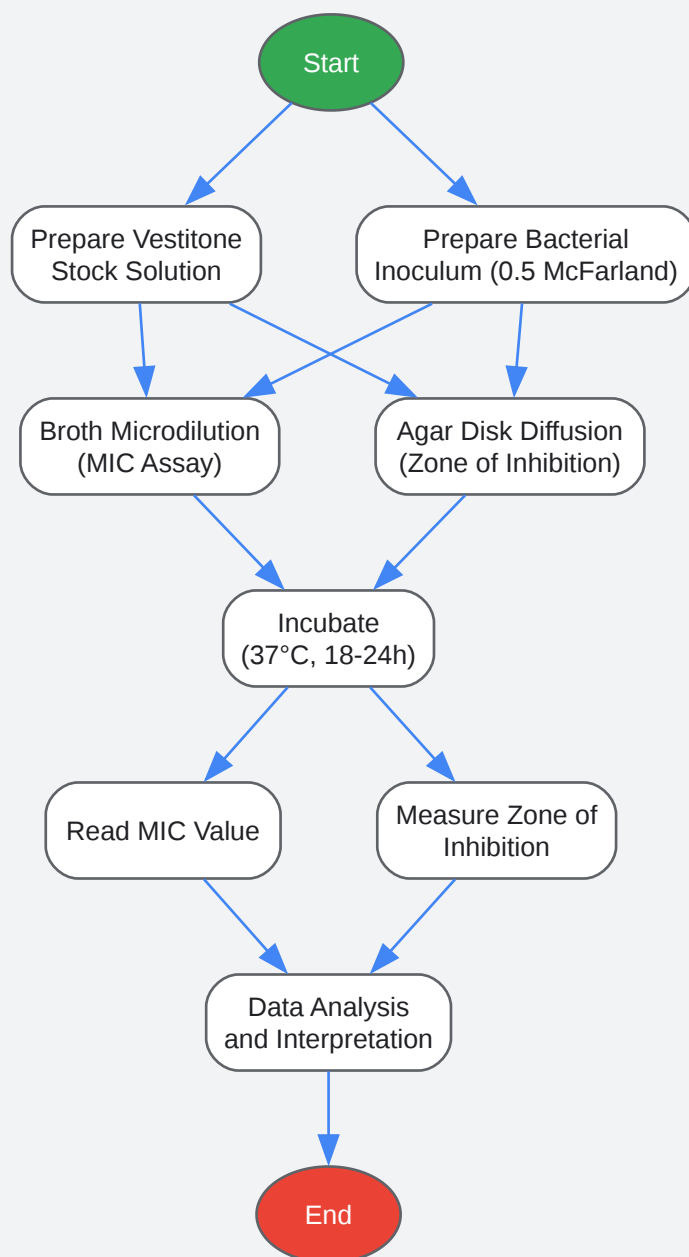 Start
Prepare Vestitone
Stock Solution
Prepare Bacterial
Inoculum (0.5 McFarland)
Broth Microdilution
(MIC Assay)
Agar Disk Diffusion
(Zone of Inhibition)
Incubate
(37°C, 18-24h)
Read MIC Value
Measure Zone of
Inhibition
Data Analysis
and Interpretation
End